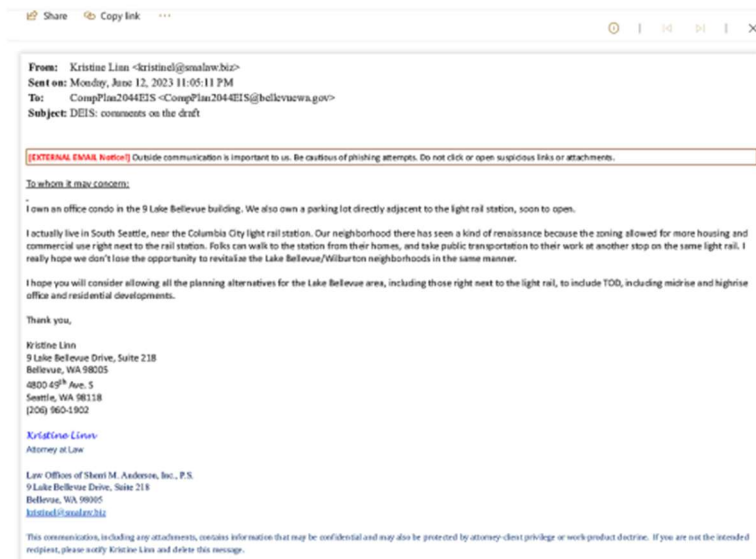 Share Copy link ...
From: Kristine Linn <kristinel@smalaw.biz>
Sent on: Monday, June 12, 2023 11:05:11 PM
To: CompPlan2044EIS <CompPlan2044EIS@bellevuewa.gov>
Subject: DEIS: comments on the draft
[EXTERNAL EMAIL Notice!] Outside communication is important to us. Be cautious of phishing attempts. Do not click or open suspicious links or attachments.
To whom it may concern:
I own an office condo in the 9 Lake Bellevue building. We also own a parking lot directly adjacent to the light rail station, soon to open.
I actually live in South Seattle, near the Columbia City light rail station. Our neighborhood there has seen a kind of renaissance because the zoning allowed for more housing and
commercial use right next to the rail station. Folks can walk to the station from their homes, and take public transportation to their work at another stop on the same light rail. I
really hope we don't lose the opportunity to revitalize the Lake Bellevue/Wilburton neighborhoods in the same manner.
I hope you will consider allowing all the planning alternatives for the Lake Bellevue area, including those right next to the light rail, to include TOD, including midrise and highrise
office and residential developments.
Thank you,
Kristine Linn
9 Lake Bellevue Drive, Suite 218
Bellevue, WA 98005
4800 49th Ave. S
Seattle, WA 98118
(206) 960-1902
Kristine Linn
Attorney at Law
Law Offices of Sherri M. Anderson, Inc., P.S.
9 Lake Bellevue Drive, Suite 218
Bellevue, WA 98005
kristinel@smalaw.biz
This communication, including any attachments, contains information that may be confidential and may also be protected by attorney-client privilege or work-product doctrine. If you are not the intended
recipient, please notify Kristine Linn and delete this message.